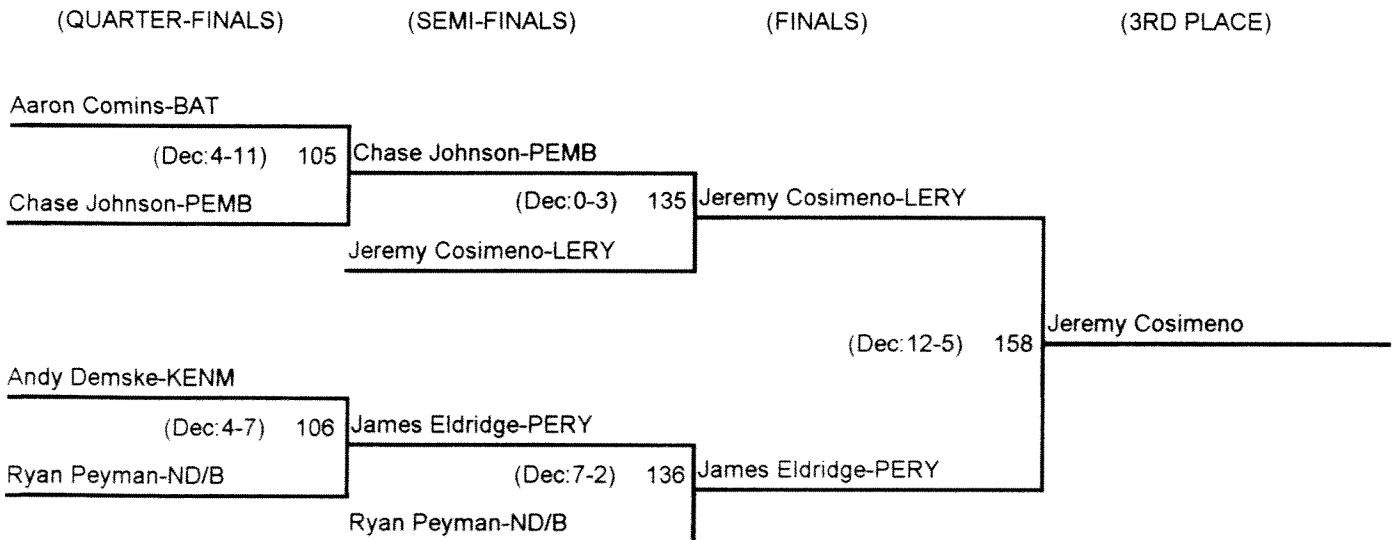 (QUARTER-FINALS) (SEMI-FINALS) (FINALS) (3RD PLACE)
Aaron Comins-BAT
(Dec:4-11) 105 Chase Johnson-PEMB
Chase Johnson-PEMB (Dec:0-3) 135 Jeremy Cosimeno-LERY
Jeremy Cosimeno-LERY
(Dec:12-5) 158 Jeremy Cosimeno
Andy Demske-KENM
(Dec:4-7) 106 James Eldridge-PERY
Ryan Peyman-ND/B (Dec:7-2) 136 James Eldridge-PERY
Ryan Peyman-ND/B